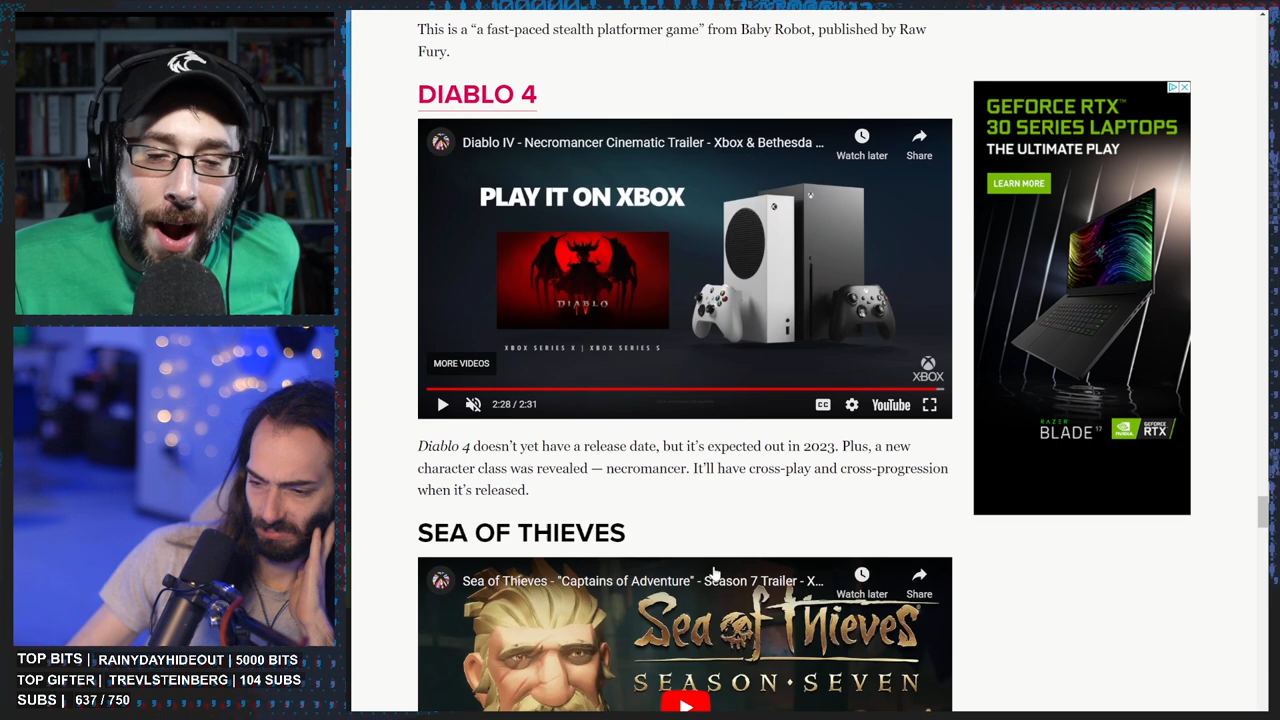 This is a “a fast-paced stealth platformer game” from Baby Robot, published by Raw
Fury.
DIABLO 4
Diablo IV - Necromancer Cinematic Trailer - Xbox & Bethesda ...
Watch later
Share
PLAY IT ON XBOX
DIABLO
XBOX SERIES X | XBOX SERIES S
MORE VIDEOS
XBOX
2:28 / 2:31
CC
YouTube
Diablo 4 doesn’t yet have a release date, but it’s expected out in 2023. Plus, a new
character class was revealed — necromancer. It’ll have cross-play and cross-progression
when it’s released.
SEA OF THIEVES
Sea of Thieves - "Captains of Adventure" - Season 7 Trailer - X...
Watch later
Share
Sea of Thieves
SEASON · SEVEN
GEFORCE RTX™
30 SERIES LAPTOPS
THE ULTIMATE PLAY
LEARN MORE
RAZER
BLADE 17
NVIDIA
GEFORCE
RTX
TOP BITS | RAINYDAYHIDEOUT | 5000 BITS
TOP GIFTER | TREVLSTEINBERG | 104 SUBS
SUBS | 637 / 750